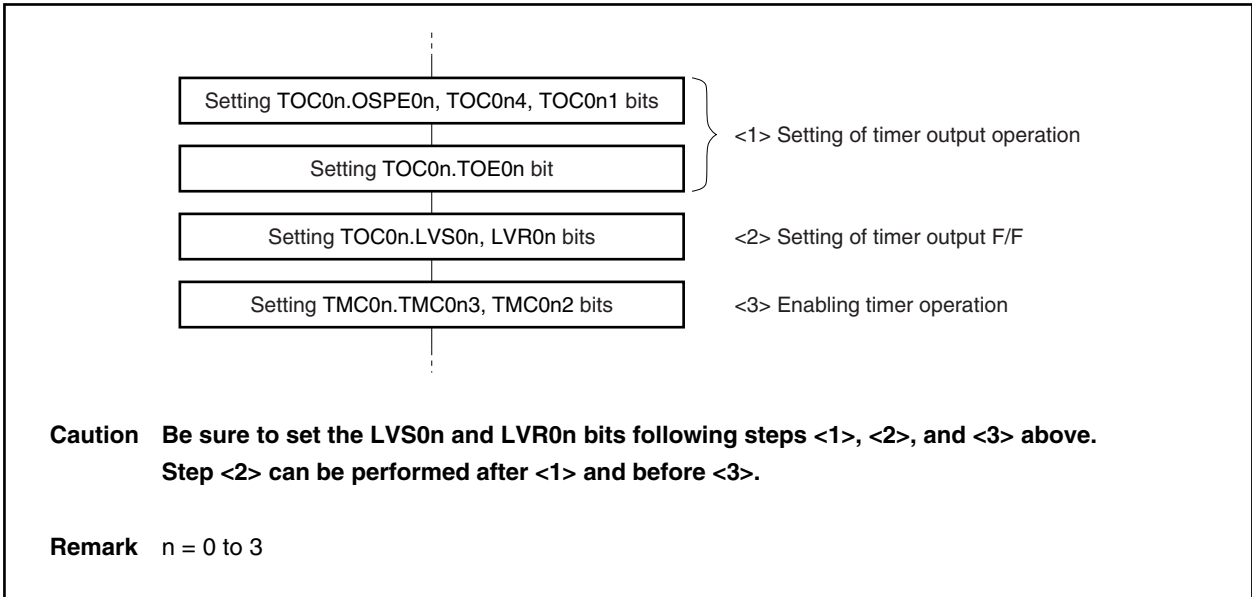 Setting TOC0n.OSPE0n, TOC0n4, TOC0n1 bits
<1> Setting of timer output operation
Setting TOC0n.TOE0n bit
Setting TOC0n.LVS0n, LVR0n bits
<2> Setting of timer output F/F
Setting TMC0n.TMC0n3, TMC0n2 bits
<3> Enabling timer operation
Caution Be sure to set the LVS0n and LVR0n bits following steps <1>, <2>, and <3> above.
Step <2> can be performed after <1> and before <3>.
Remark n = 0 to 3